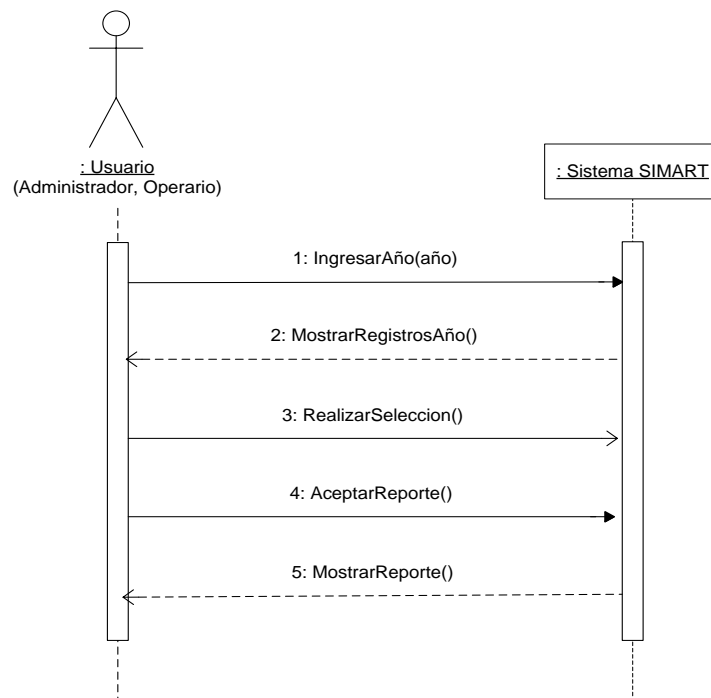 : Usuario
(Administrador, Operario)
: Sistema SIMART
1: IngresarAño(año)
2: MostrarRegistrosAño()
3: RealizarSeleccion()
4: AceptarReporte()
5: MostrarReporte()